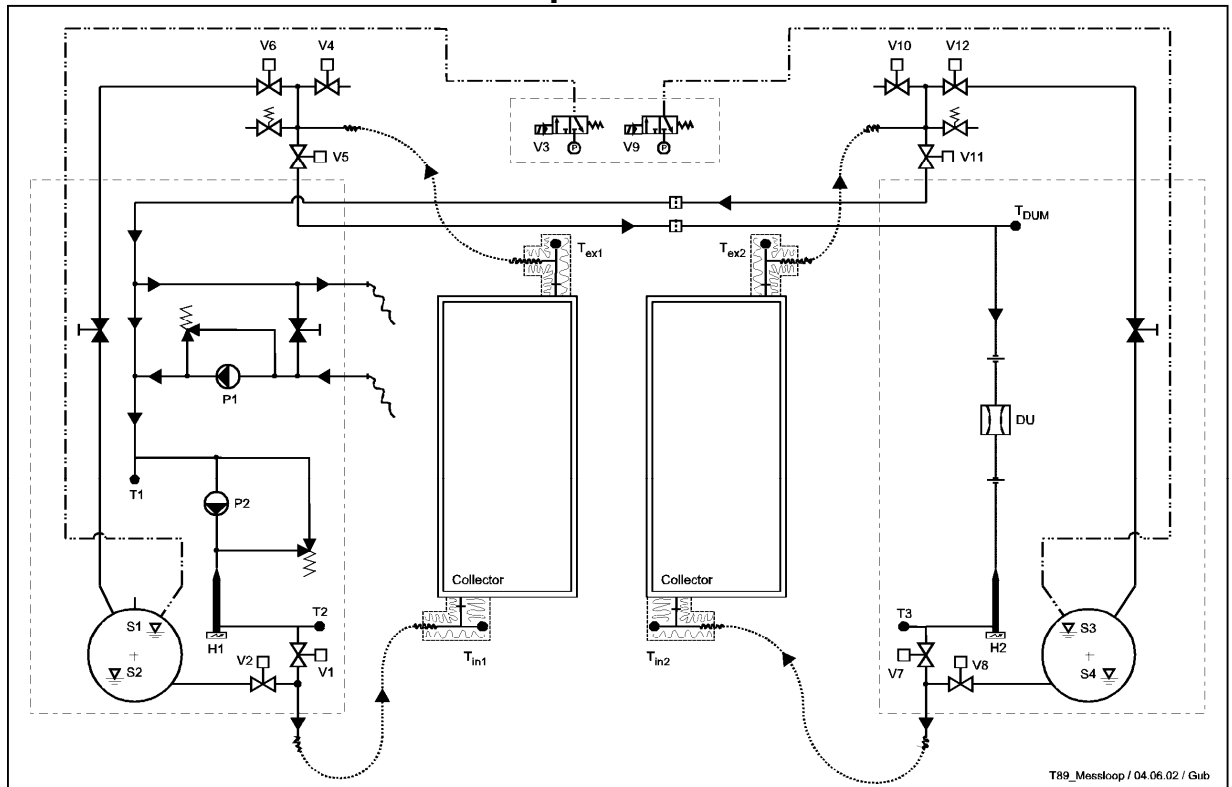 V6
V4
V10
V12
V3
V9
P
P
V5
V11
T_DUM
T_ex1
T_ex2
P1
DU
T1
P2
Collector
Collector
S1
S2
H1
T2
V2
V1
T_in1
T_in2
T3
V7
V8
H2
S3
S4
T89_Messloop / 04.06.02 / Gub